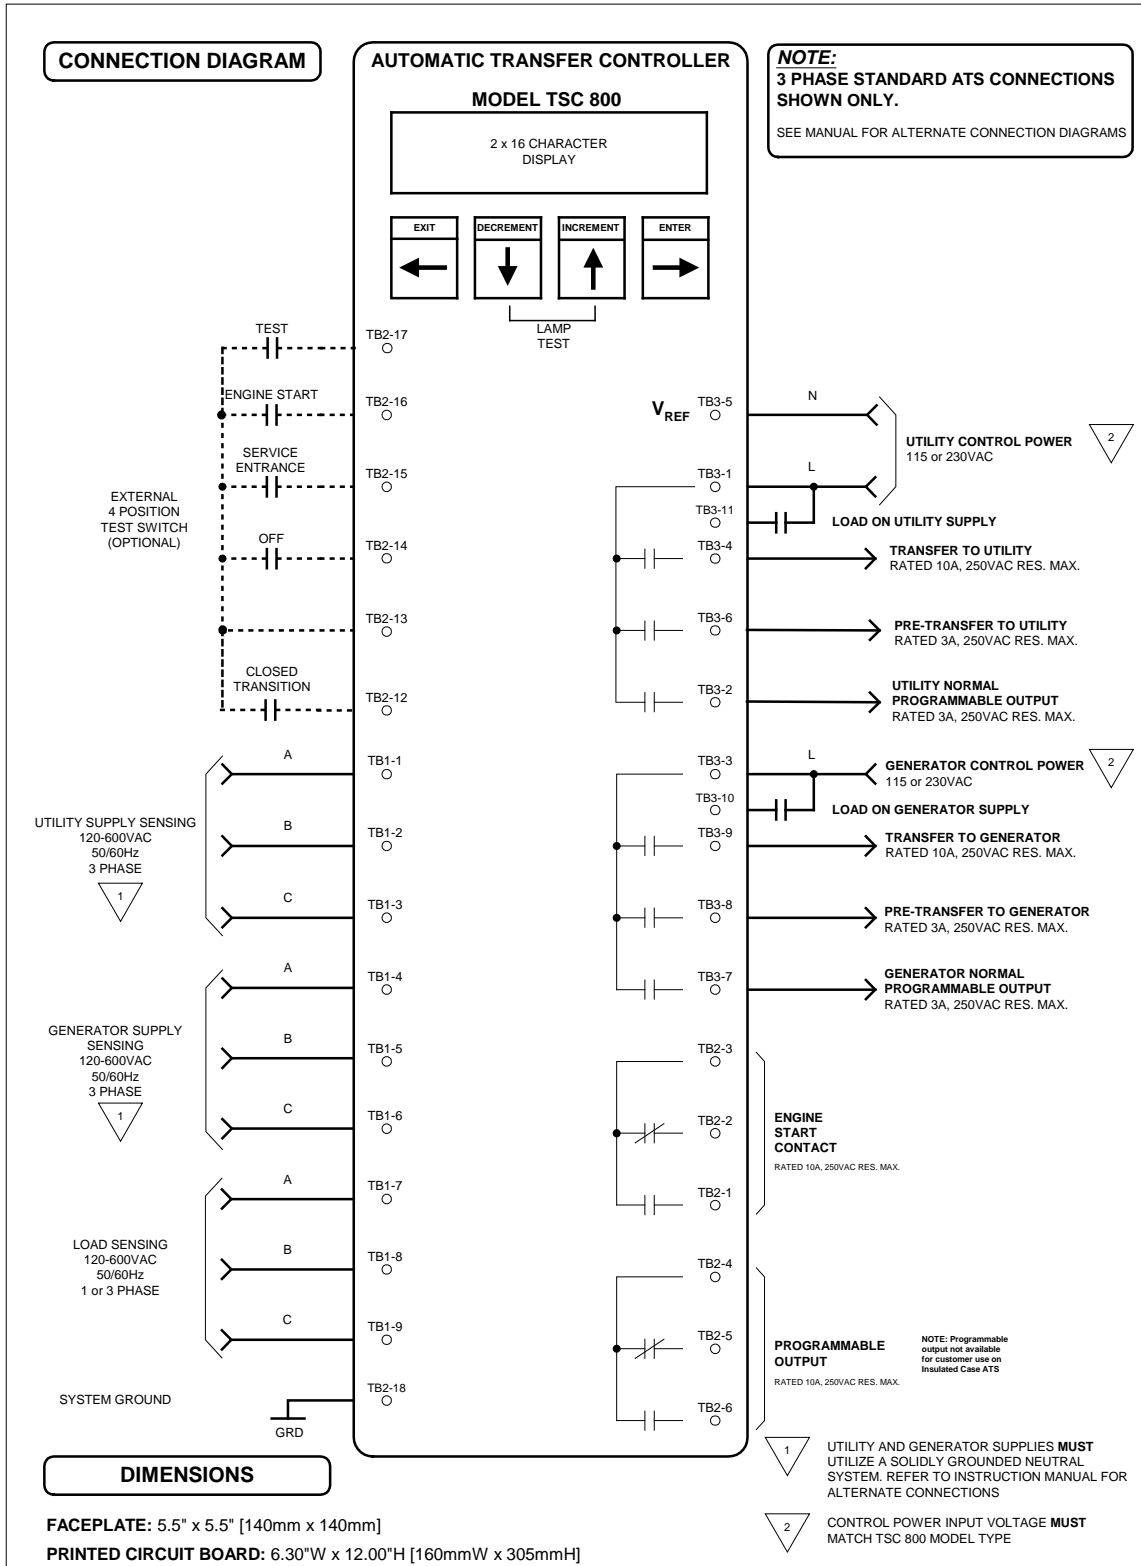 CONNECTION DIAGRAM
AUTOMATIC TRANSFER CONTROLLER
MODEL TSC 800
2 x 16 CHARACTER
DISPLAY
EXIT
DECREMENT
INCREMENT
ENTER
LAMP
TEST
NOTE:
3 PHASE STANDARD ATS CONNECTIONS
SHOWN ONLY.
SEE MANUAL FOR ALTERNATE CONNECTION DIAGRAMS
EXTERNAL
4 POSITION
TEST SWITCH
(OPTIONAL)
TEST
TB2-17
ENGINE START
TB2-16
SERVICE
ENTRANCE
TB2-15
OFF
TB2-14
TB2-13
CLOSED
TRANSITION
TB2-12
UTILITY SUPPLY SENSING
120-600VAC
50/60Hz
3 PHASE
1
A
TB1-1
B
TB1-2
C
TB1-3
GENERATOR SUPPLY
SENSING
120-600VAC
50/60Hz
3 PHASE
1
A
TB1-4
B
TB1-5
C
TB1-6
LOAD SENSING
120-600VAC
50/60Hz
1 or 3 PHASE
A
TB1-7
B
TB1-8
C
TB1-9
SYSTEM GROUND
GRD
TB2-18
VREF
TB3-5
N
UTILITY CONTROL POWER
115 or 230VAC
2
TB3-1
L
TB3-11
LOAD ON UTILITY SUPPLY
TB3-4
TRANSFER TO UTILITY
RATED 10A, 250VAC RES. MAX.
TB3-6
PRE-TRANSFER TO UTILITY
RATED 3A, 250VAC RES. MAX.
TB3-2
UTILITY NORMAL
PROGRAMMABLE OUTPUT
RATED 3A, 250VAC RES. MAX.
TB3-3
L
GENERATOR CONTROL POWER
115 or 230VAC
2
TB3-10
LOAD ON GENERATOR SUPPLY
TB3-9
TRANSFER TO GENERATOR
RATED 10A, 250VAC RES. MAX.
TB3-8
PRE-TRANSFER TO GENERATOR
RATED 3A, 250VAC RES. MAX.
TB3-7
GENERATOR NORMAL
PROGRAMMABLE OUTPUT
RATED 3A, 250VAC RES. MAX.
TB2-3
TB2-2
TB2-1
ENGINE
START
CONTACT
RATED 10A, 250VAC RES. MAX.
TB2-4
TB2-5
TB2-6
PROGRAMMABLE
OUTPUT
RATED 10A, 250VAC RES. MAX.
NOTE: Programmable
output not available
for customer use on
Insulated Case ATS
1
UTILITY AND GENERATOR SUPPLIES MUST
UTILIZE A SOLIDLY GROUNDED NEUTRAL
SYSTEM. REFER TO INSTRUCTION MANUAL FOR
ALTERNATE CONNECTIONS
2
CONTROL POWER INPUT VOLTAGE MUST
MATCH TSC 800 MODEL TYPE
DIMENSIONS
FACEPLATE: 5.5" x 5.5" [140mm x 140mm]
PRINTED CIRCUIT BOARD: 6.30"W x 12.00"H [160mmW x 305mmH]